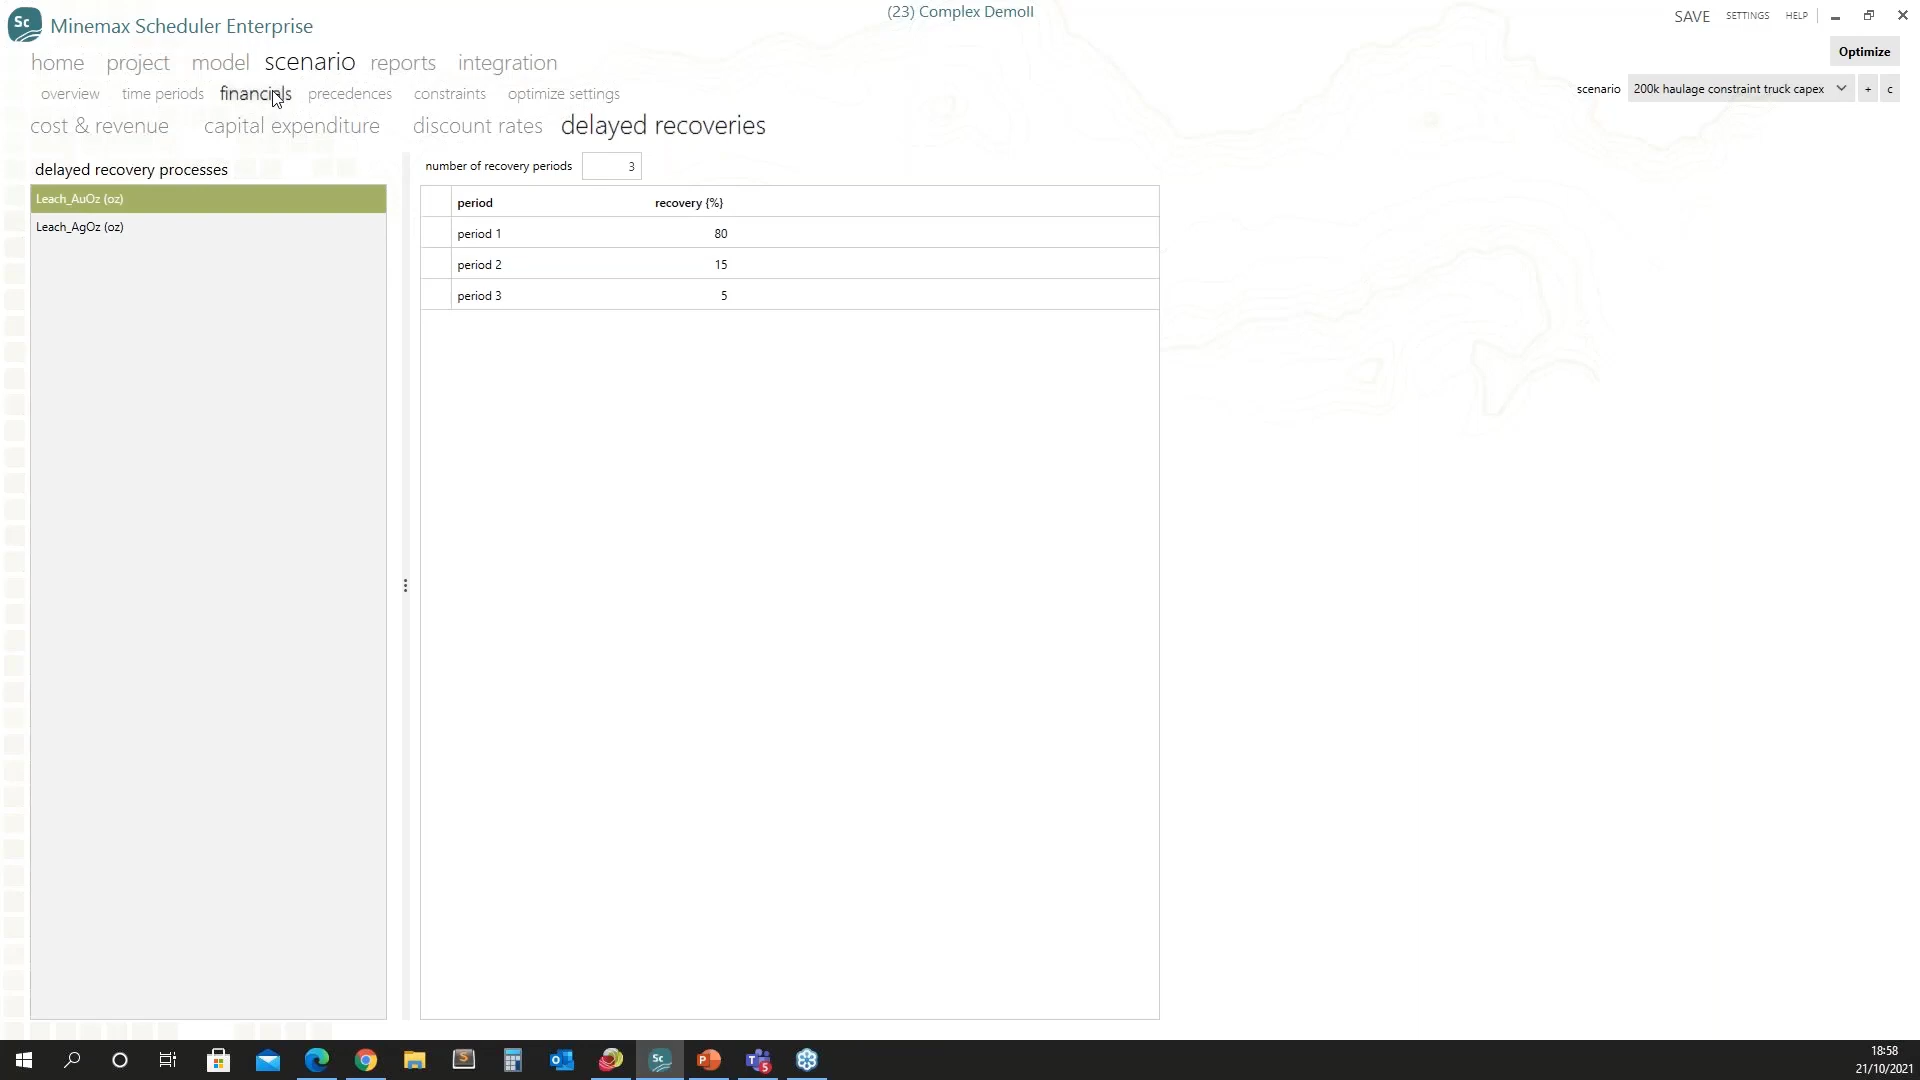 Sc Minemax Scheduler Enterprise
(23) Complex DemoII
SAVE SETTINGS HELP
home project model scenario reports integration
Optimize
overview time periods financials precedences constraints optimize settings
scenario 200k haulage constraint truck capex + c
cost & revenue capital expenditure discount rates delayed recoveries
delayed recovery processes
number of recovery periods 3
Leach_AuOz (oz)
Leach_AgOz (oz)
period recovery {%}
period 1 80
period 2 15
period 3 5
18:58
21/10/2021